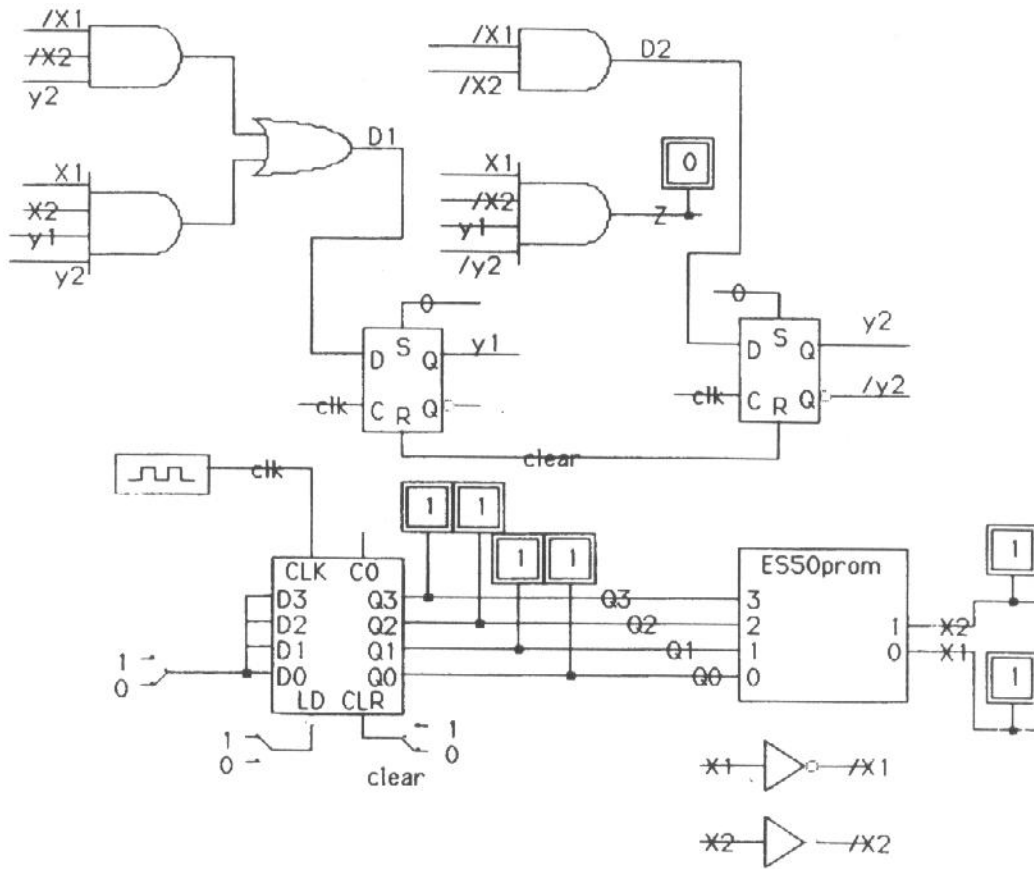 /X1
/X2
y2
X1
X2
y1
y2
D1
/X1
/X2
D2
X1
/X2
y1
/y2
Z
0
0
D S Q
C R Q
clk
y1
0
D S Q
C R Q
clk
y2
/y2
clear
clk
1 1
1 1
CLK CO
D3 Q3
D2 Q2
D1 Q1
D0 Q0
LD CLR
1
0
1
0
1
0
clear
Q3
Q2
Q1
Q0
ES50prom
3
2
1
0
1
0
X2
X1
1
1
X1 /X1
X2 /X2